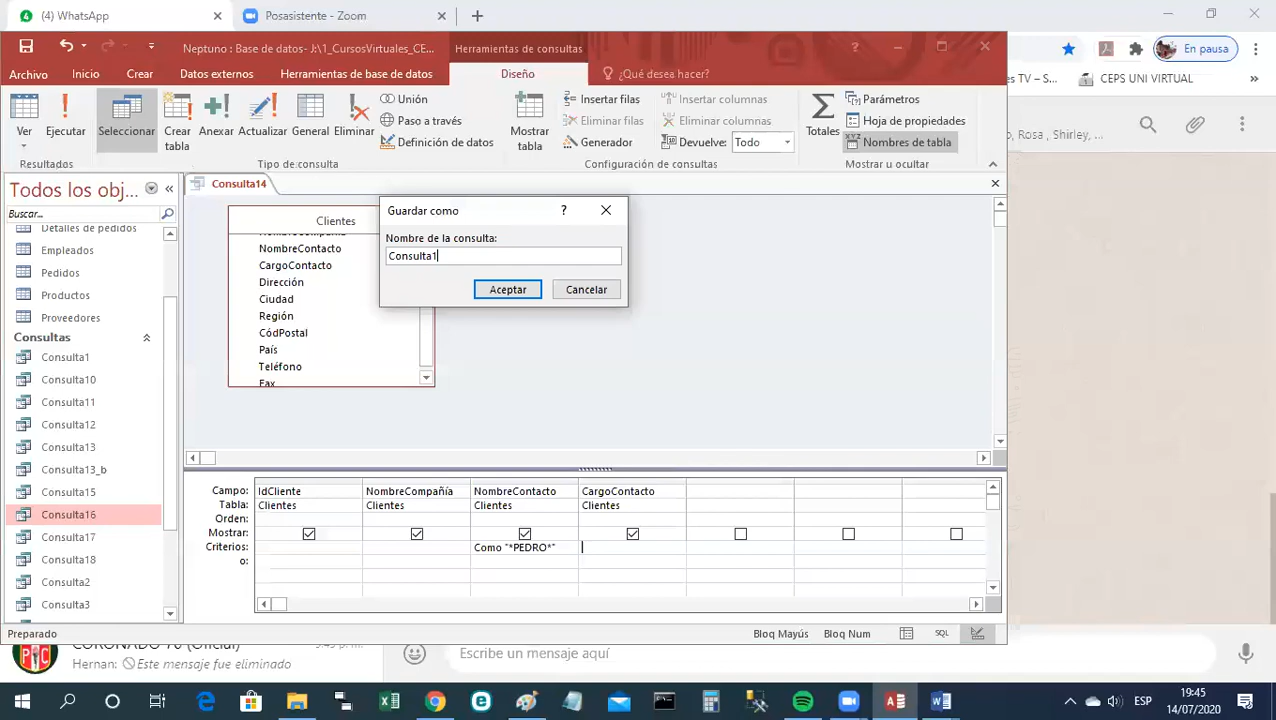 (4) WhatsApp
Posasistente - Zoom
Neptuno : Base de datos- J:\1_CursosVirtuales_CE...
Herramientas de consultas
En pausa
Archivo
Inicio
Crear
Datos externos
Herramientas de base de datos
Diseño
¿Qué desea hacer?
es TV – S...
CEPS UNI VIRTUAL
Ver
Ejecutar
Seleccionar
Crear tabla
Anexar
Actualizar
General
Eliminar
Unión
Paso a través
Definición de datos
Mostrar tabla
Insertar filas
Eliminar filas
Generador
Insertar columnas
Eliminar columnas
Devuelve: Todo
Totales
Parámetros
Hoja de propiedades
XYZ Nombres de tabla
Resultados
Tipo de consulta
Configuración de consultas
Mostrar u ocultar
, Rosa , Shirley, ...
Todos los obj...
Buscar...
Detalles de pedidos
Empleados
Pedidos
Productos
Proveedores
Consultas
Consulta1
Consulta10
Consulta11
Consulta12
Consulta13
Consulta13_b
Consulta15
Consulta16
Consulta17
Consulta18
Consulta2
Consulta3
Consulta14
Clientes
NombreCompañía
NombreContacto
CargoContacto
Dirección
Ciudad
Región
CódPostal
País
Teléfono
Fax
Guardar como
?
Nombre de la consulta:
Consulta1
Aceptar
Cancelar
Campo: IdCliente NombreCompañía NombreContacto CargoContacto
Tabla: Clientes Clientes Clientes Clientes
Orden:
Mostrar:
Criterios: Como "*PEDRO*"
o:
Preparado
Bloq Mayús
Bloq Num
SQL
CORONADO 76 (Oficial)
Hernan: Este mensaje fue eliminado
Escribe un mensaje aquí
ESP
19:45
14/07/2020